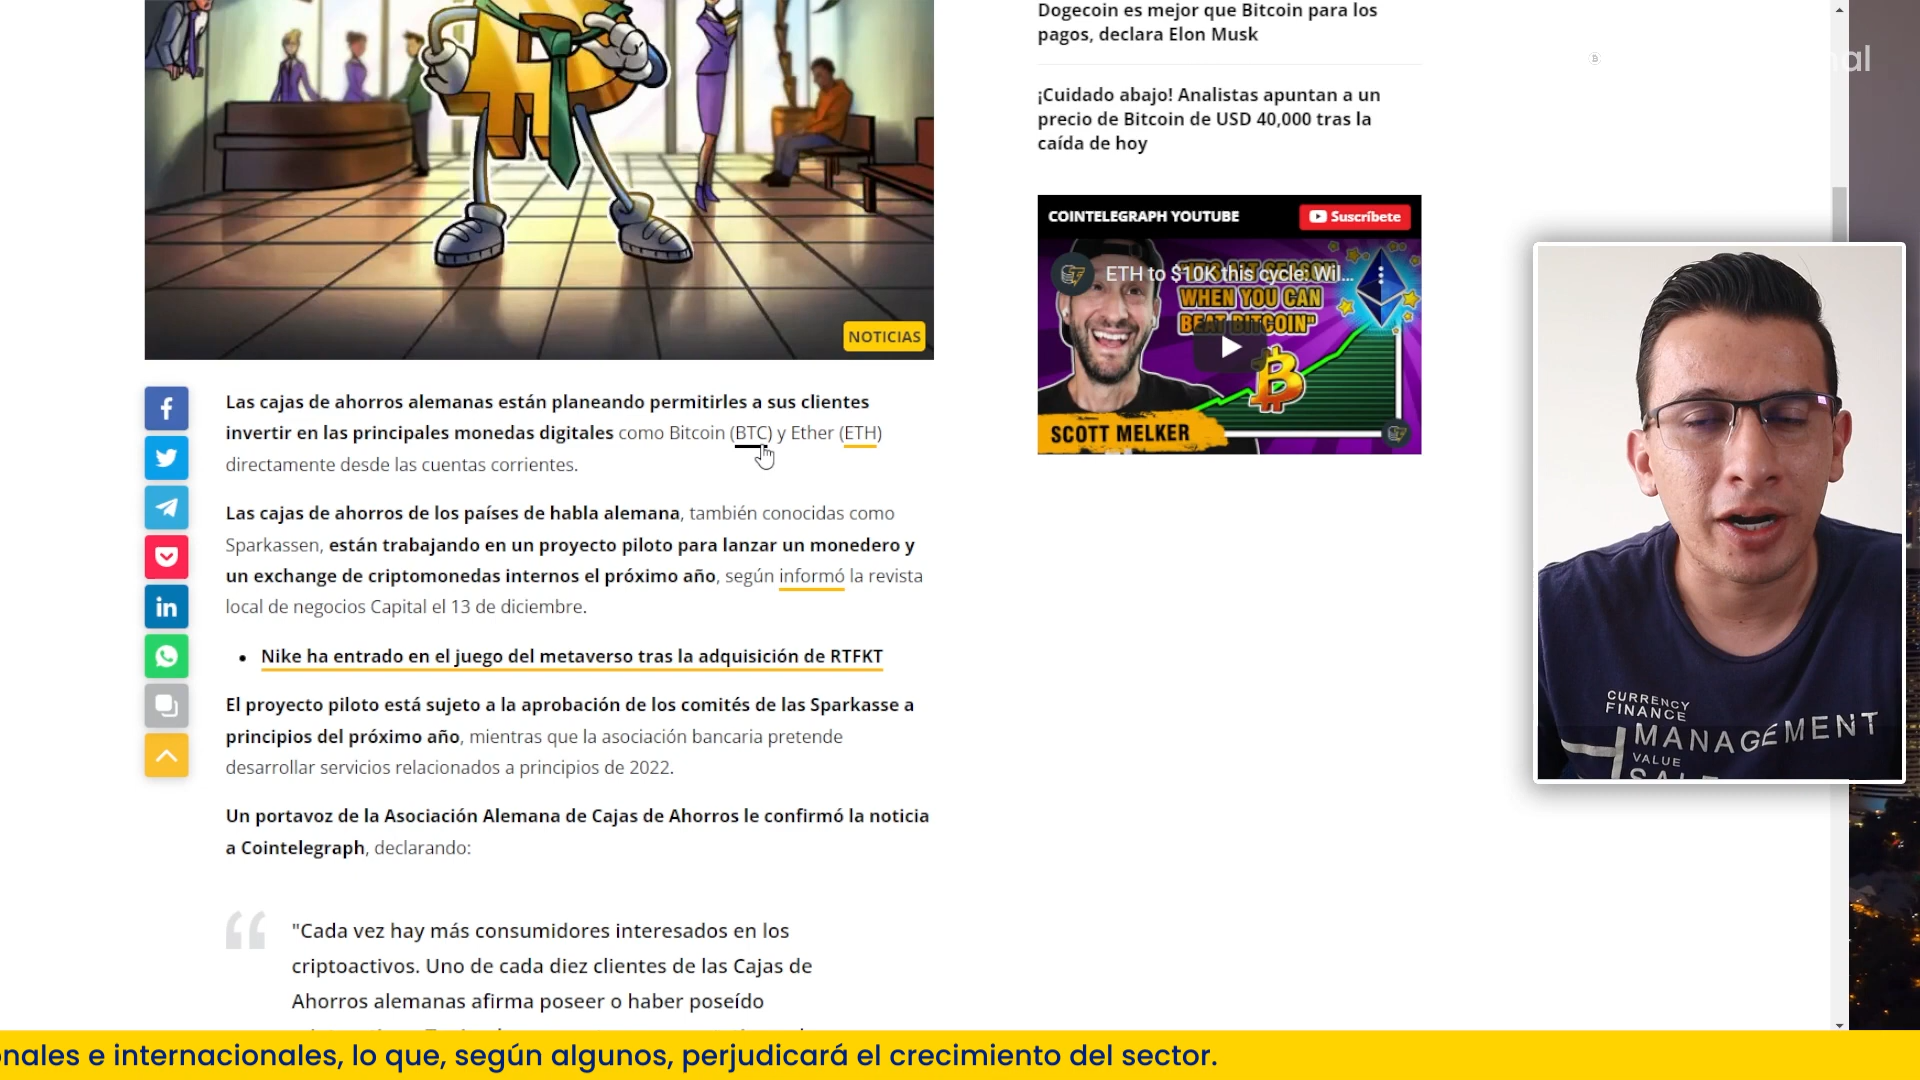 Dogecoin es mejor que Bitcoin para los
pagos, declara Elon Musk
¡Cuidado abajo! Analistas apuntan a un
precio de Bitcoin de USD 40,000 tras la
caída de hoy
nal
COINTELEGRAPH YOUTUBE
Suscríbete
ETH to $10K this cycle: Wil...
WHEN YOU CAN
BEAT BITCOIN"
SCOTT MELKER
NOTICIAS
Las cajas de ahorros alemanas están planeando permitirles a sus clientes
invertir en las principales monedas digitales como Bitcoin (BTC) y Ether (ETH)
directamente desde las cuentas corrientes.
Las cajas de ahorros de los países de habla alemana, también conocidas como
Sparkassen, están trabajando en un proyecto piloto para lanzar un monedero y
un exchange de criptomonedas internos el próximo año, según informó la revista
local de negocios Capital el 13 de diciembre.
• Nike ha entrado en el juego del metaverso tras la adquisición de RTFKT
El proyecto piloto está sujeto a la aprobación de los comités de las Sparkasse a
principios del próximo año, mientras que la asociación bancaria pretende
desarrollar servicios relacionados a principios de 2022.
Un portavoz de la Asociación Alemana de Cajas de Ahorros le confirmó la noticia
a Cointelegraph, declarando:
"Cada vez hay más consumidores interesados en los
criptoactivos. Uno de cada diez clientes de las Cajas de
Ahorros alemanas afirma poseer o haber poseído
CURRENCY
FINANCE
MANAGEMENT
VALUE
onales e internacionales, lo que, según algunos, perjudicará el crecimiento del sector.